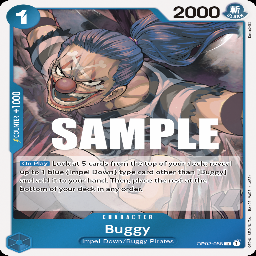 1
2000
斬
COUNTER +1000
SAMPLE
On Play Look at 5 cards from the top of your deck; reveal
up to 1 blue {Impel Down} type card other than [Buggy]
and add it to your hand. Then, place the rest at the
bottom of your deck in any order.
CHARACTER
Buggy
Impel Down/Buggy Pirates